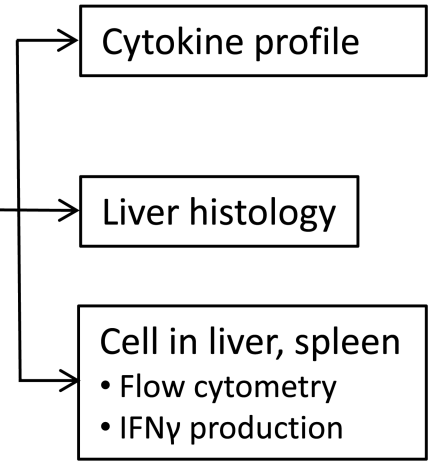 Cytokine profile
Liver histology
Cell in liver, spleen
• Flow cytometry
• IFNγ production